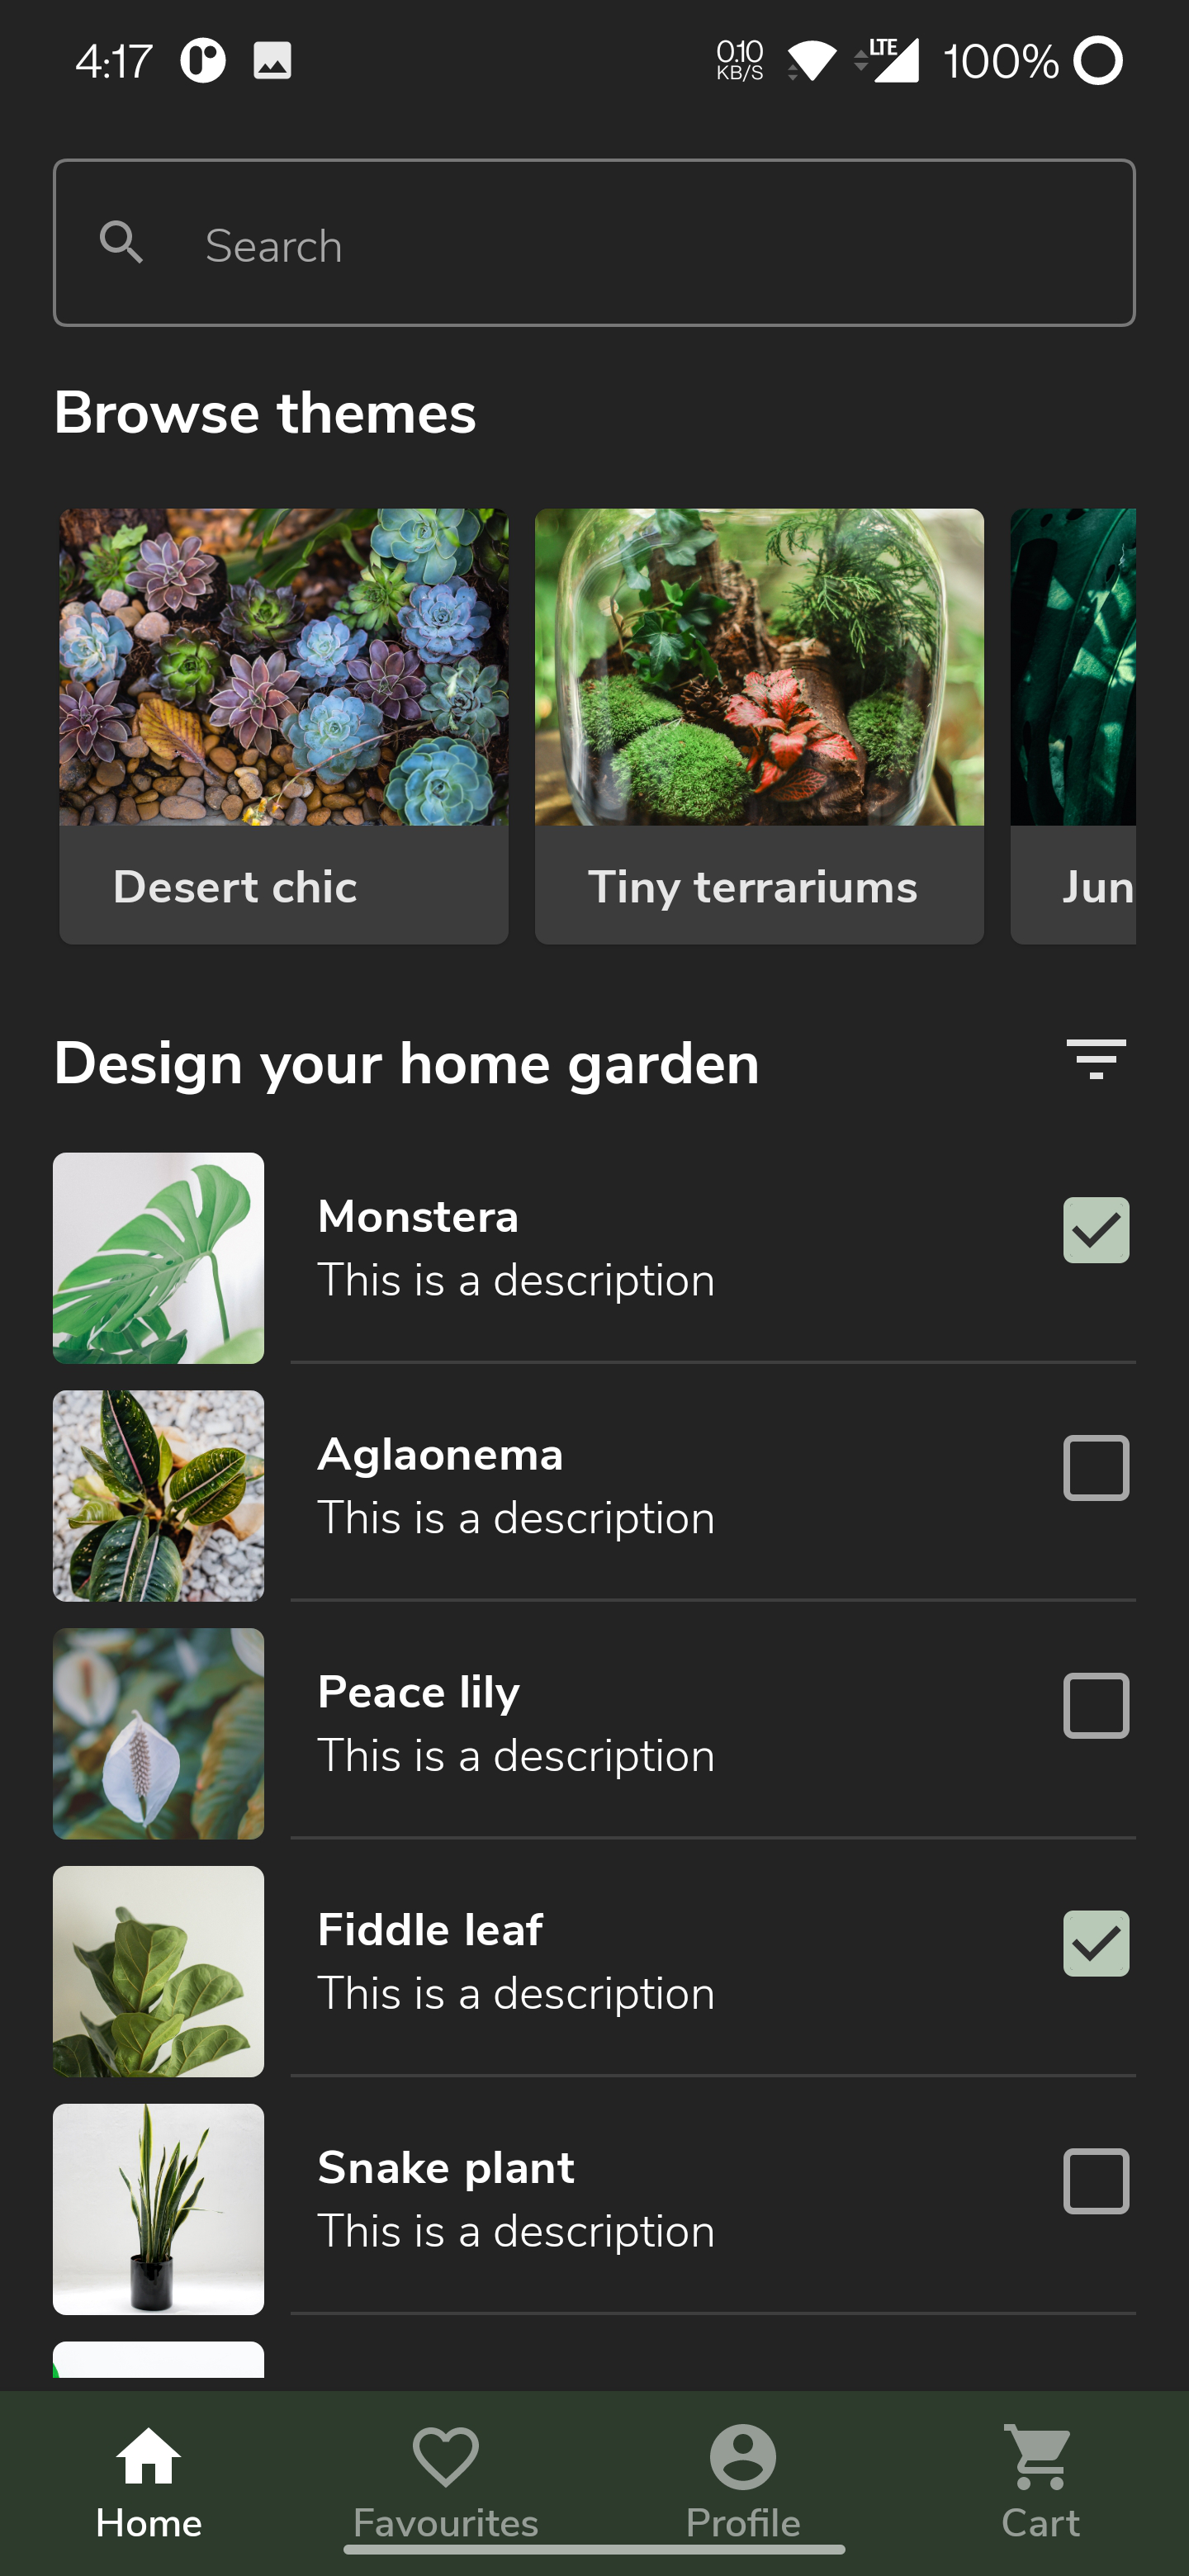 4:17 0.10 KB/S LTE 100%
Search
Browse themes
Desert chic
Tiny terrariums
Jun
Design your home garden
Monstera
This is a description
Aglaonema
This is a description
Peace lily
This is a description
Fiddle leaf
This is a description
Snake plant
This is a description
Home
Favourites
Profile
Cart